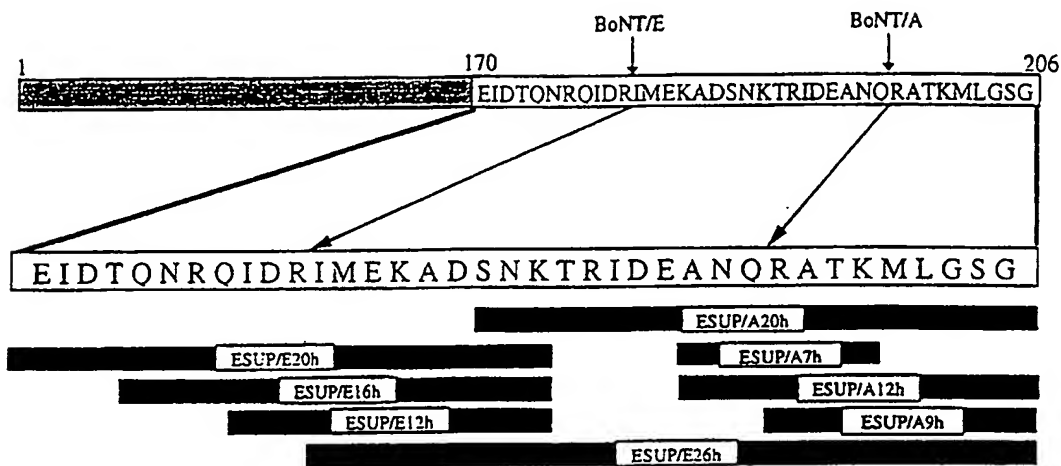 BoNT/E BoNT/A
1 170 206
EIDTQNRQIDRIMEKADSNKTRIDEANQRATKMLGSG
EIDTQNRQIDRIMEKADSNKTRIDEANQRATKMLGSG
ESUP/A20h
ESUP/E20h ESUP/A7h
ESUP/E16h ESUP/A12h
ESUP/E12h ESUP/A9h
ESUP/E26h